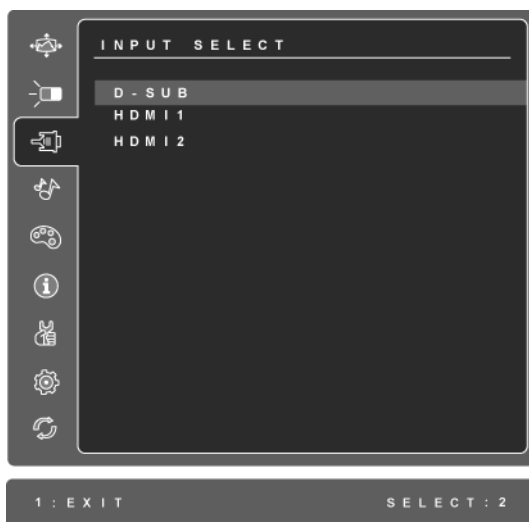 INPUT SELECT
D-SUB
HDMI1
HDMI2
1:EXIT SELECT:2